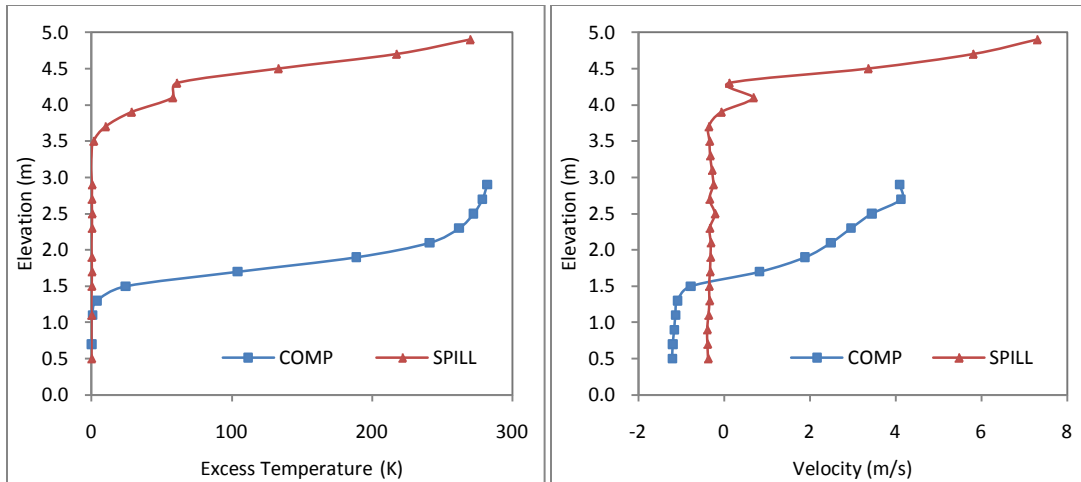 5.0
4.5
4.0
3.5
3.0
2.5
2.0
1.5
1.0
0.5
0.0
Elevation (m)
COMP SPILL
0 100 200 300
Excess Temperature (K)
5.0
4.5
4.0
3.5
3.0
2.5
2.0
1.5
1.0
0.5
0.0
Elevation (m)
COMP SPILL
-2 0 2 4 6 8
Velocity (m/s)